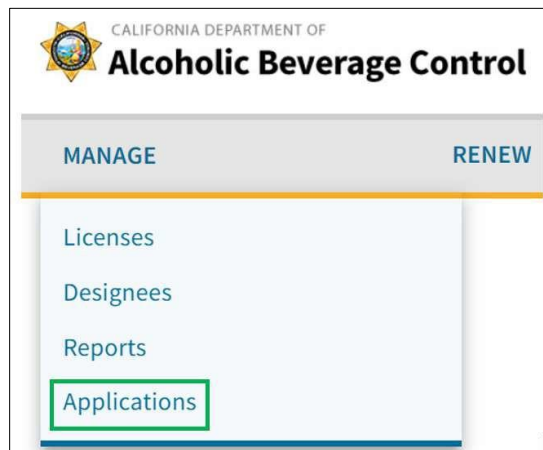 CALIFORNIA DEPARTMENT OF
Alcoholic Beverage Control
MANAGE RENEW
Licenses
Designees
Reports
Applications